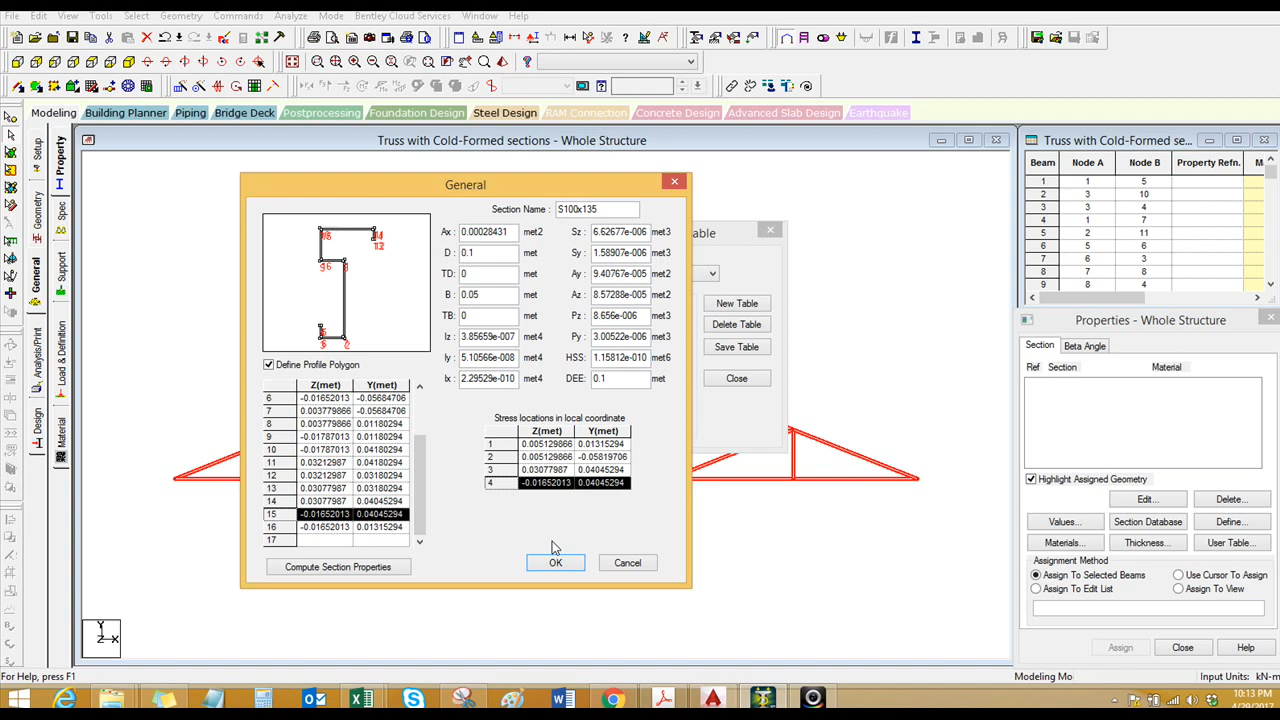 File Edit View Tools Select Geometry Commands Analyze Mode Bentley Cloud Services Window Help
Modeling Building Planner Piping Bridge Deck Postprocessing Foundation Design Steel Design RAM Connection Concrete Design Advanced Slab Design Earthquake
Truss with Cold-Formed sections - Whole Structure
Truss with Cold-Formed se...
Setup
Geometry
General
Analysis/Print
Design
Property
Spec
Support
Load & Definition
Material
General
Section Name : S100x135
Ax : 0.00028431 met2
D : 0.1 met
TD: 0 met
B : 0.05 met
TB: 0 met
Iz : 3.85659e-007 met4
Iy : 5.10566e-008 met4
Ix : 2.29529e-010 met4
Sz : 6.62677e-006 met3
Sy : 1.58907e-006 met3
Ay : 9.40767e-005 met2
Az : 8.57288e-005 met2
Pz : 8.656e-006 met3
Py : 3.00522e-006 met3
HSS: 1.15812e-010 met6
DEE: 0.1 met
Define Profile Polygon
Z(met) Y(met)
6 -0.01652013 -0.05684706
7 0.003779866 -0.05684706
8 0.003779866 0.01180294
9 -0.01787013 0.01180294
10 -0.01787013 0.04180294
11 0.03212987 0.04180294
12 0.03212987 0.03180294
13 0.03077987 0.03180294
14 0.03077987 0.04045294
15 -0.01652013 0.04045294
16 -0.01652013 0.01315294
17
Compute Section Properties
Stress locations in local coordinate
Z(met) Y(met)
1 0.005129866 0.01315294
2 0.005129866 -0.05819706
3 0.03077987 0.04045294
4 -0.01652013 0.04045294
OK Cancel
able
New Table
Delete Table
Save Table
Close
Beam Node A Node B Property Refn. M
1 1 5
2 3 10
3 3 4
4 1 7
5 2 11
6 5 6
7 6 3
8 7 8
9 8 4
Properties - Whole Structure
Section Beta Angle
Ref Section Material
Highlight Assigned Geometry
Edit... Delete...
Values... Section Database Define...
Materials... Thickness... User Table...
Assignment Method
Assign To Selected Beams Use Cursor To Assign
Assign To Edit List Assign To View
Assign Close Help
Y
Z X
For Help, press F1
Modeling Mo
Input Units: kN-m
10:13 PM
4/29/2017